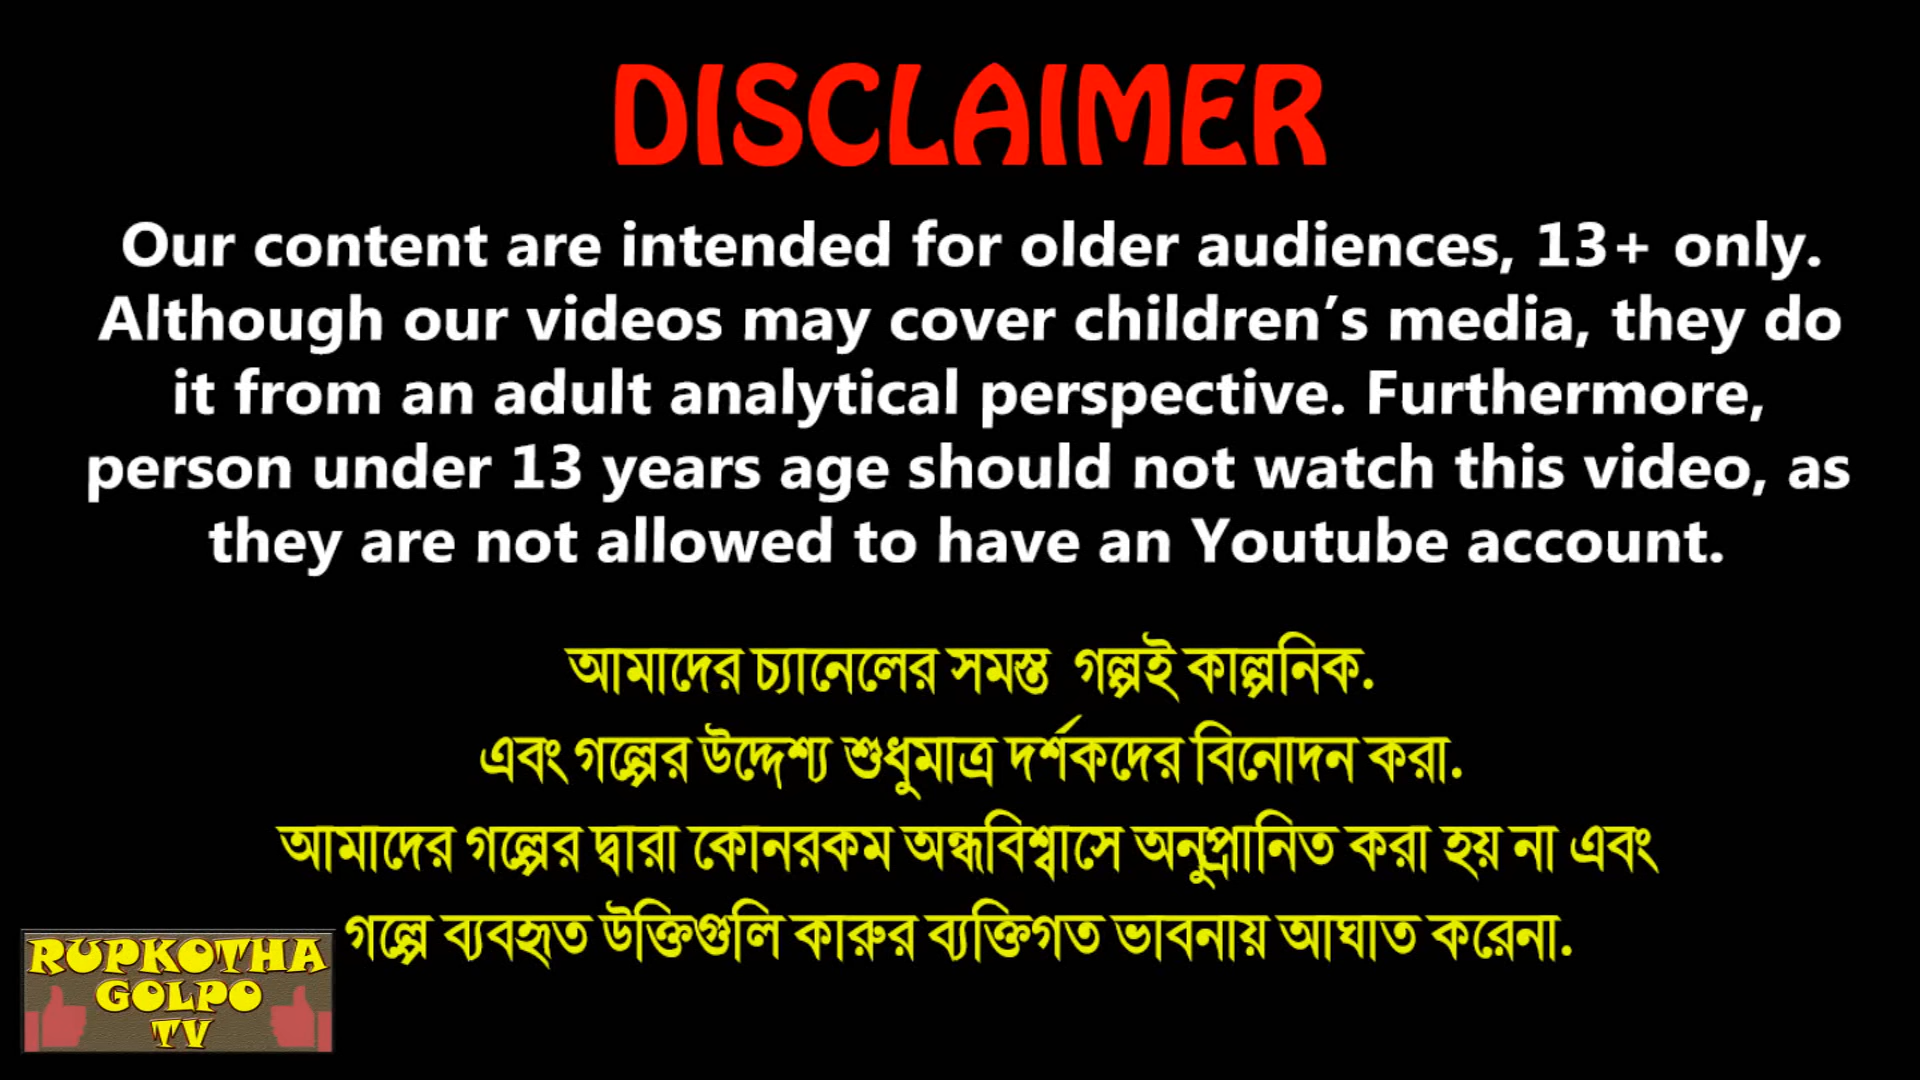 DISCLAIMER
Our content are intended for older audiences, 13+ only.
Although our videos may cover children’s media, they do
it from an adult analytical perspective. Furthermore,
person under 13 years age should not watch this video, as
they are not allowed to have an Youtube account.
আমাদের চ্যানেলের সমস্ত গল্পই কাল্পনিক.
এবং গল্পের উদ্দেশ্য শুধুমাত্র দর্শকদের বিনোদন করা.
আমাদের গল্পের দ্বারা কোনরকম অন্ধবিশ্বাসে অনুপ্রানিত করা হয় না এবং
গল্পে ব্যবহৃত উক্তিগুলি কারুর ব্যক্তিগত ভাবনায় আঘাত করেনা.
RUPKOTHA
GOLPO
TV